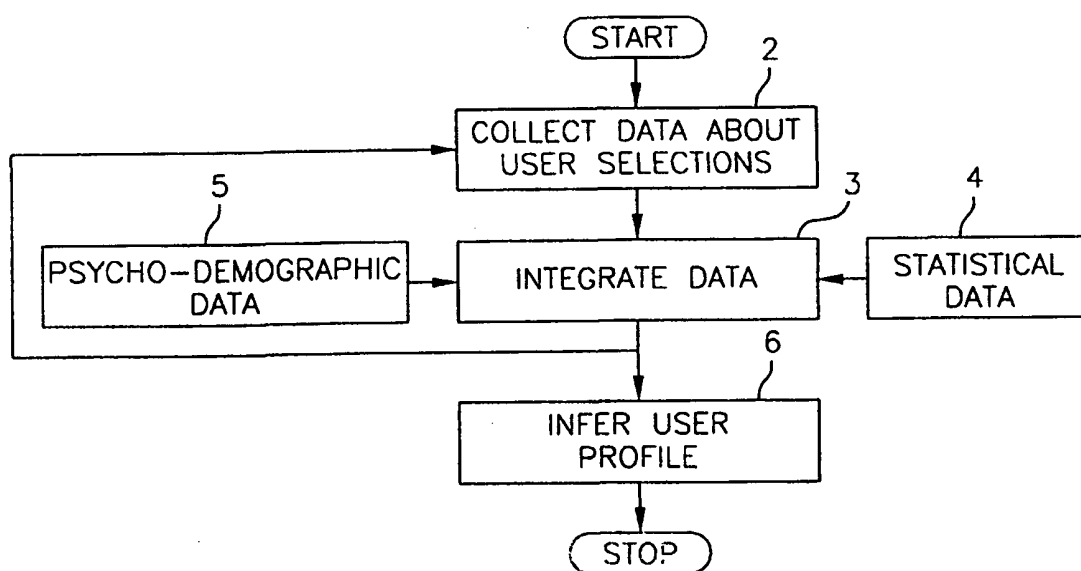 START
2
COLLECT DATA ABOUT
USER SELECTIONS
5
3
4
PSYCHO-DEMOGRAPHIC
DATA
INTEGRATE DATA
STATISTICAL
DATA
6
INFER USER
PROFILE
STOP